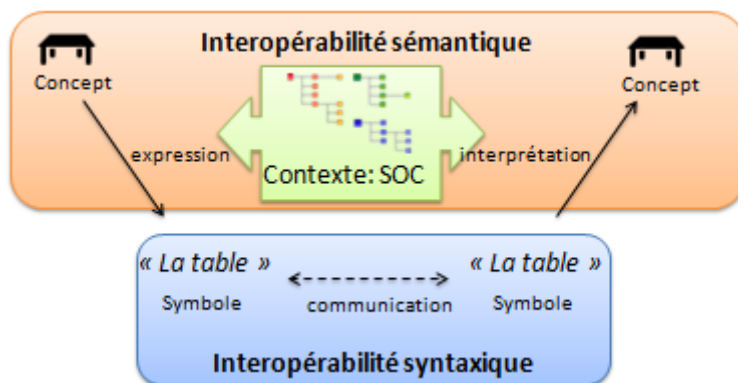 Interopérabilité sémantique
Concept
Concept
expression
interprétation
Contexte: SOC
« La table »
« La table »
Symbole
communication
Symbole
Interopérabilité syntaxique